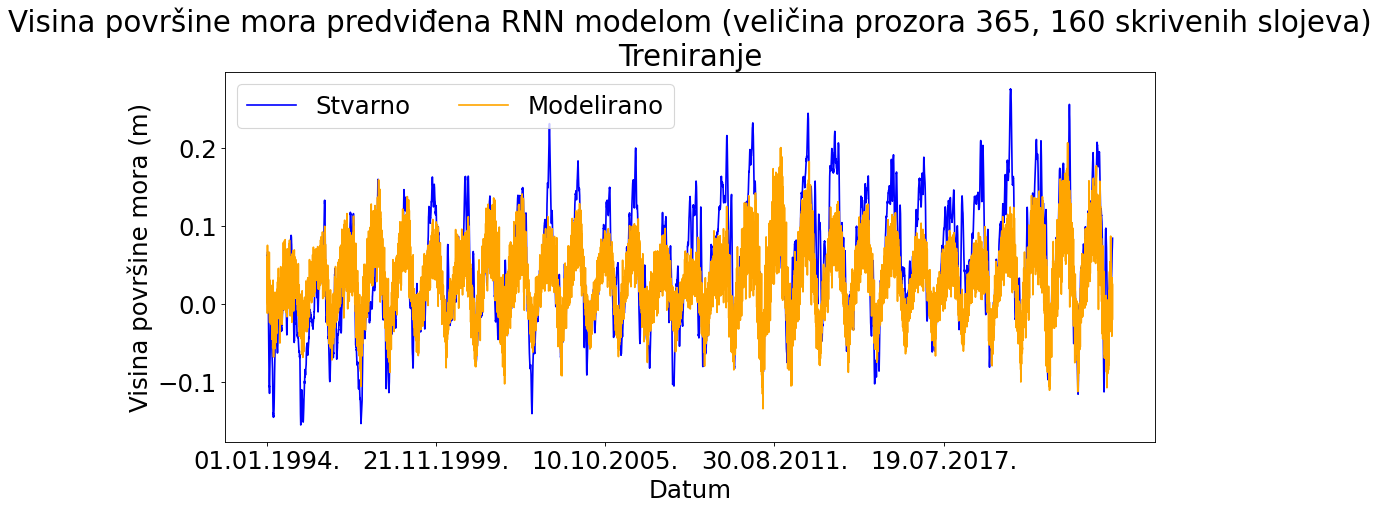 Visina površine mora predviđena RNN modelom (veličina prozora 365, 160 skrivenih slojeva)
Treniranje
Stvarno Modelirano
Visina površine mora (m)
0.2
0.1
0.0
−0.1
01.01.1994. 21.11.1999. 10.10.2005. 30.08.2011. 19.07.2017.
Datum